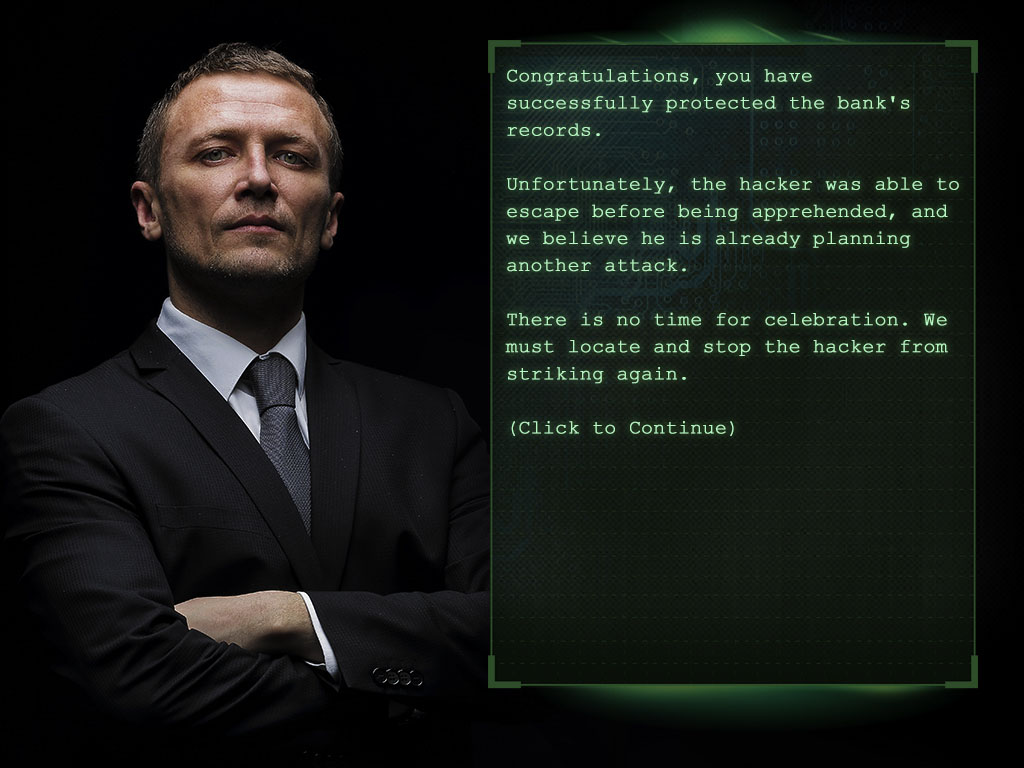 Congratulations, you have
successfully protected the bank's
records.
Unfortunately, the hacker was able to
escape before being apprehended, and
we believe he is already planning
another attack.
There is no time for celebration. We
must locate and stop the hacker from
striking again.
(Click to Continue)